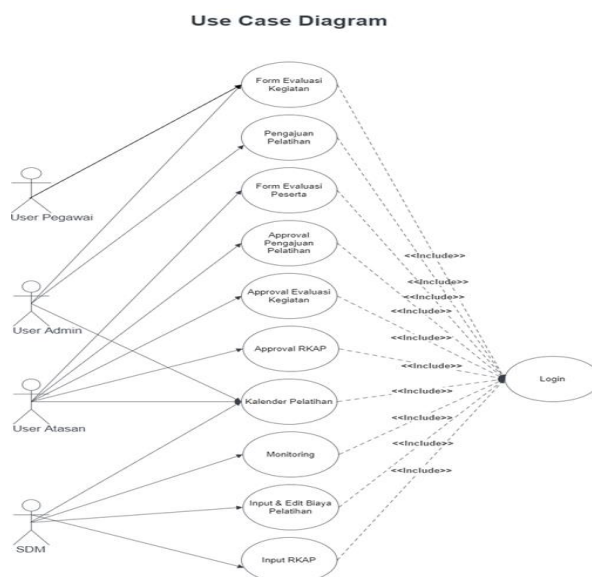 Use Case Diagram
Form Evaluasi
Kegiatan
Pengajuan
Pelatihan
Form Evaluasi
Peserta
Approval
Pengajuan
Pelatihan
Approval Evaluasi
Kegiatan
Approval RKAP
Kalender Pelatihan
Monitoring
Input & Edit Biaya
Pelatihan
Input RKAP
User Pegawai
User Admin
User Atasan
SDM
<<Include>>
<<Include>>
<<Include>>
<<Include>>
<<Include>>
<<Include>>
<<Include>>
<<Include>>
<<Include>>
<<Include>>
Login